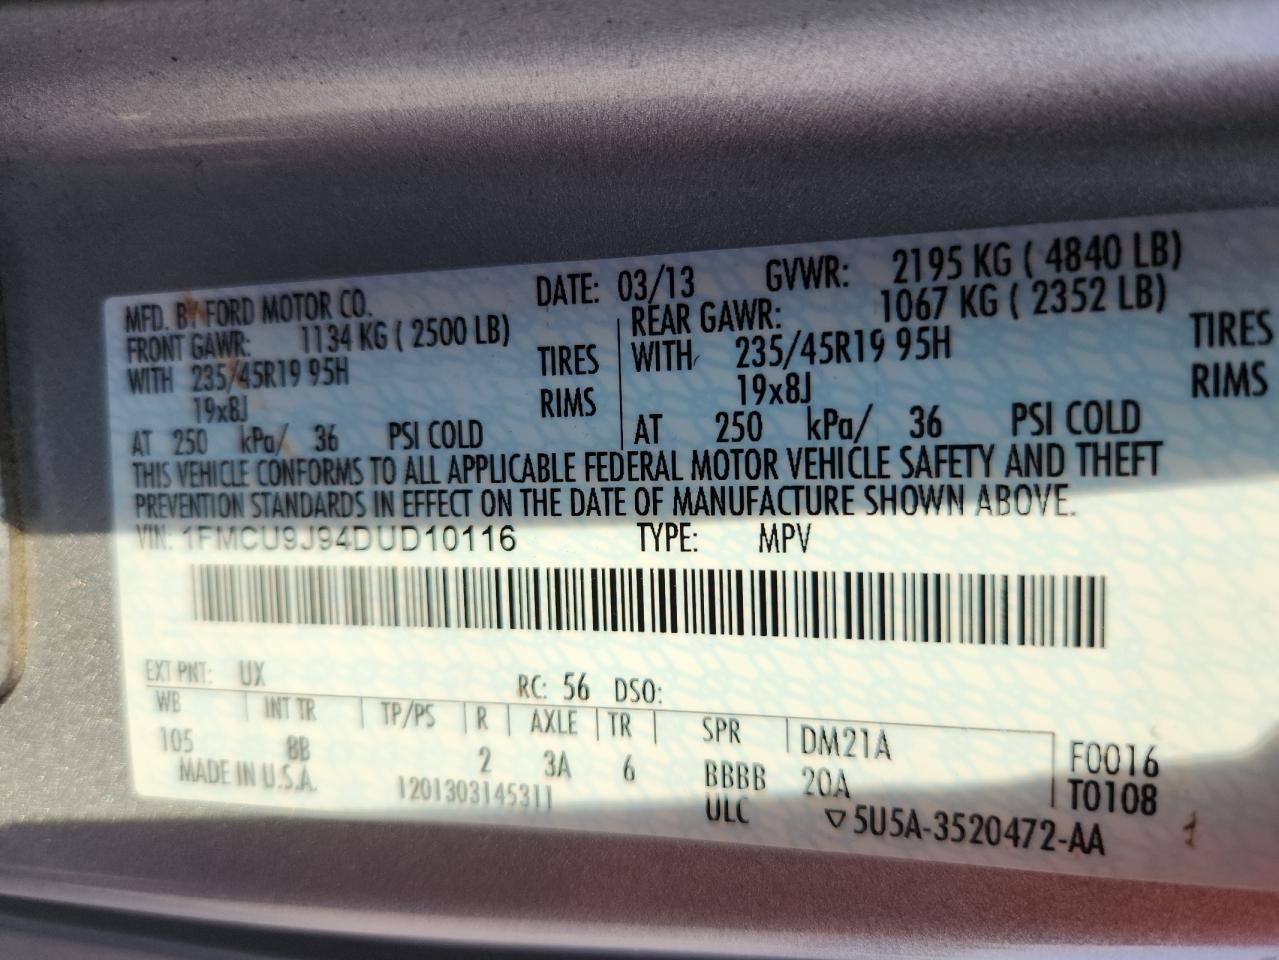 MFD. BY FORD MOTOR CO. DATE: 03/13 GVWR: 2195 KG ( 4840 LB)
FRONT GAWR: 1134 KG ( 2500 LB) REAR GAWR: 1067 KG ( 2352 LB)
WITH 235/45R19 95H TIRES WITH 235/45R19 95H TIRES
19x8J RIMS 19x8J RIMS
AT 250 kPa/ 36 PSI COLD AT 250 kPa/ 36 PSI COLD
THIS VEHICLE CONFORMS TO ALL APPLICABLE FEDERAL MOTOR VEHICLE SAFETY AND THEFT
PREVENTION STANDARDS IN EFFECT ON THE DATE OF MANUFACTURE SHOWN ABOVE.
VIN: 1FMCU9J94DUD10116 TYPE: MPV
EXT PNT: UX RC: 56 DSO:
WB INT TR TP/PS R AXLE TR SPR DM21A
105 8B 2 3A 6 BBBB 20A F0016
MADE IN U.S.A. 1201303145311 ULC T0108
▽5U5A-3520472-AA